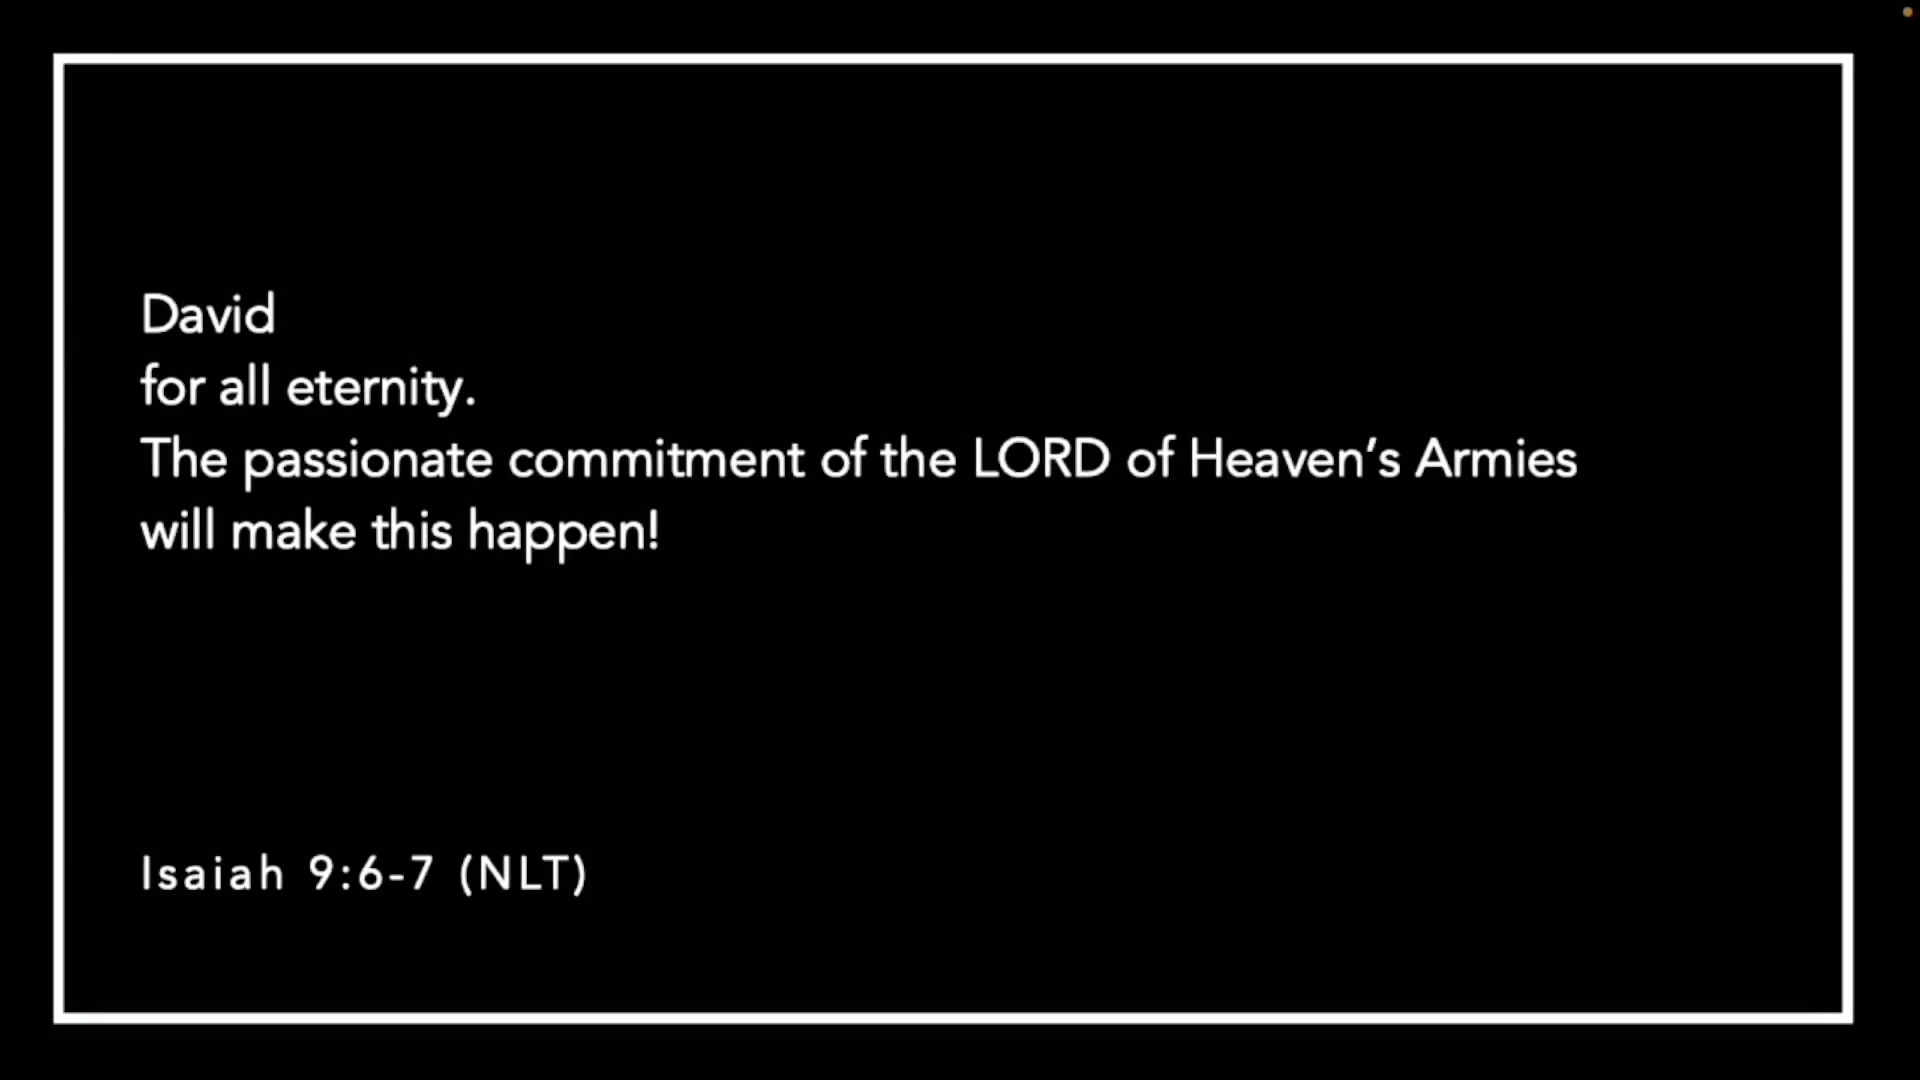 David
for all eternity.
The passionate commitment of the LORD of Heaven’s Armies
will make this happen!
Isaiah 9:6-7 (NLT)